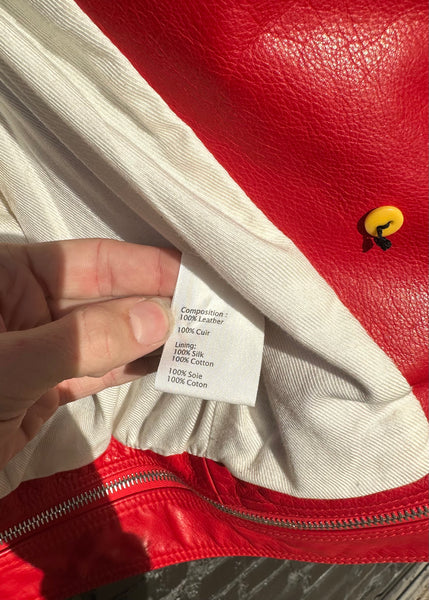 Composition :
100% Leather
100% Cuir
Lining:
100% Silk
100% Cotton
100% Soie
100% Coton